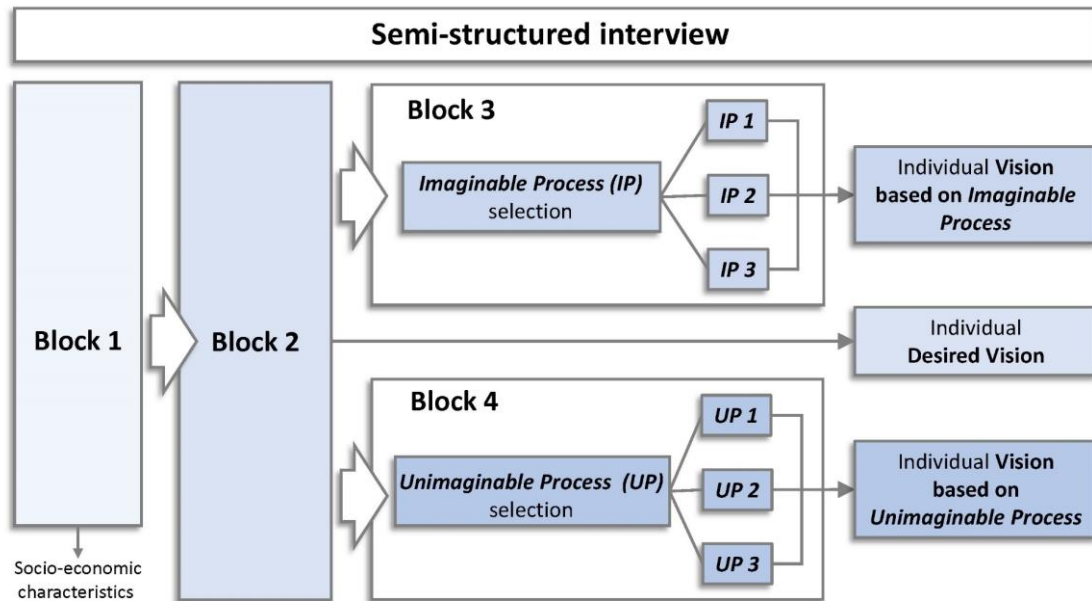 Semi-structured interview
Block 1
Socio-economic
characteristics
Block 2
Block 3
Imaginable Process (IP)
selection
IP 1
IP 2
IP 3
Individual Vision
based on Imaginable
Process
Individual
Desired Vision
Block 4
Unimaginable Process (UP)
selection
UP 1
UP 2
UP 3
Individual Vision
based on
Unimaginable Process